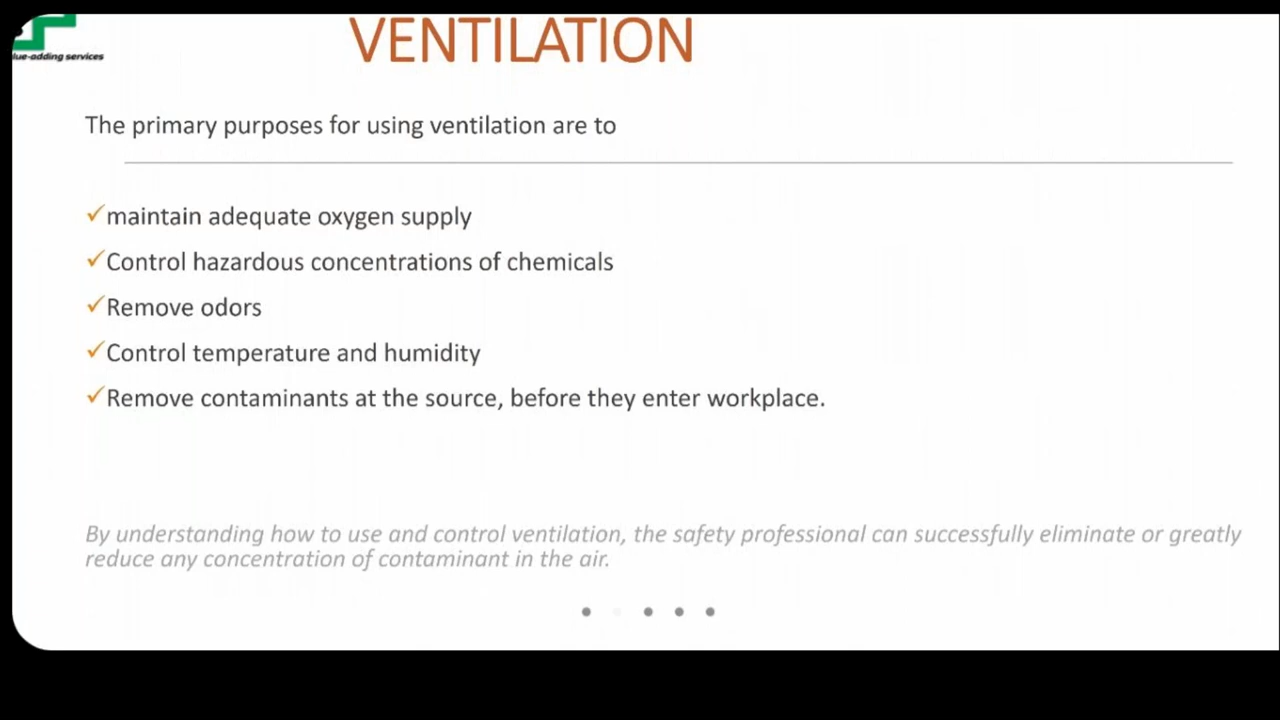 VENTILATION
lue-adding services
The primary purposes for using ventilation are to
✓maintain adequate oxygen supply
✓Control hazardous concentrations of chemicals
✓Remove odors
✓Control temperature and humidity
✓Remove contaminants at the source, before they enter workplace.
By understanding how to use and control ventilation, the safety professional can successfully eliminate or greatly
reduce any concentration of contaminant in the air.